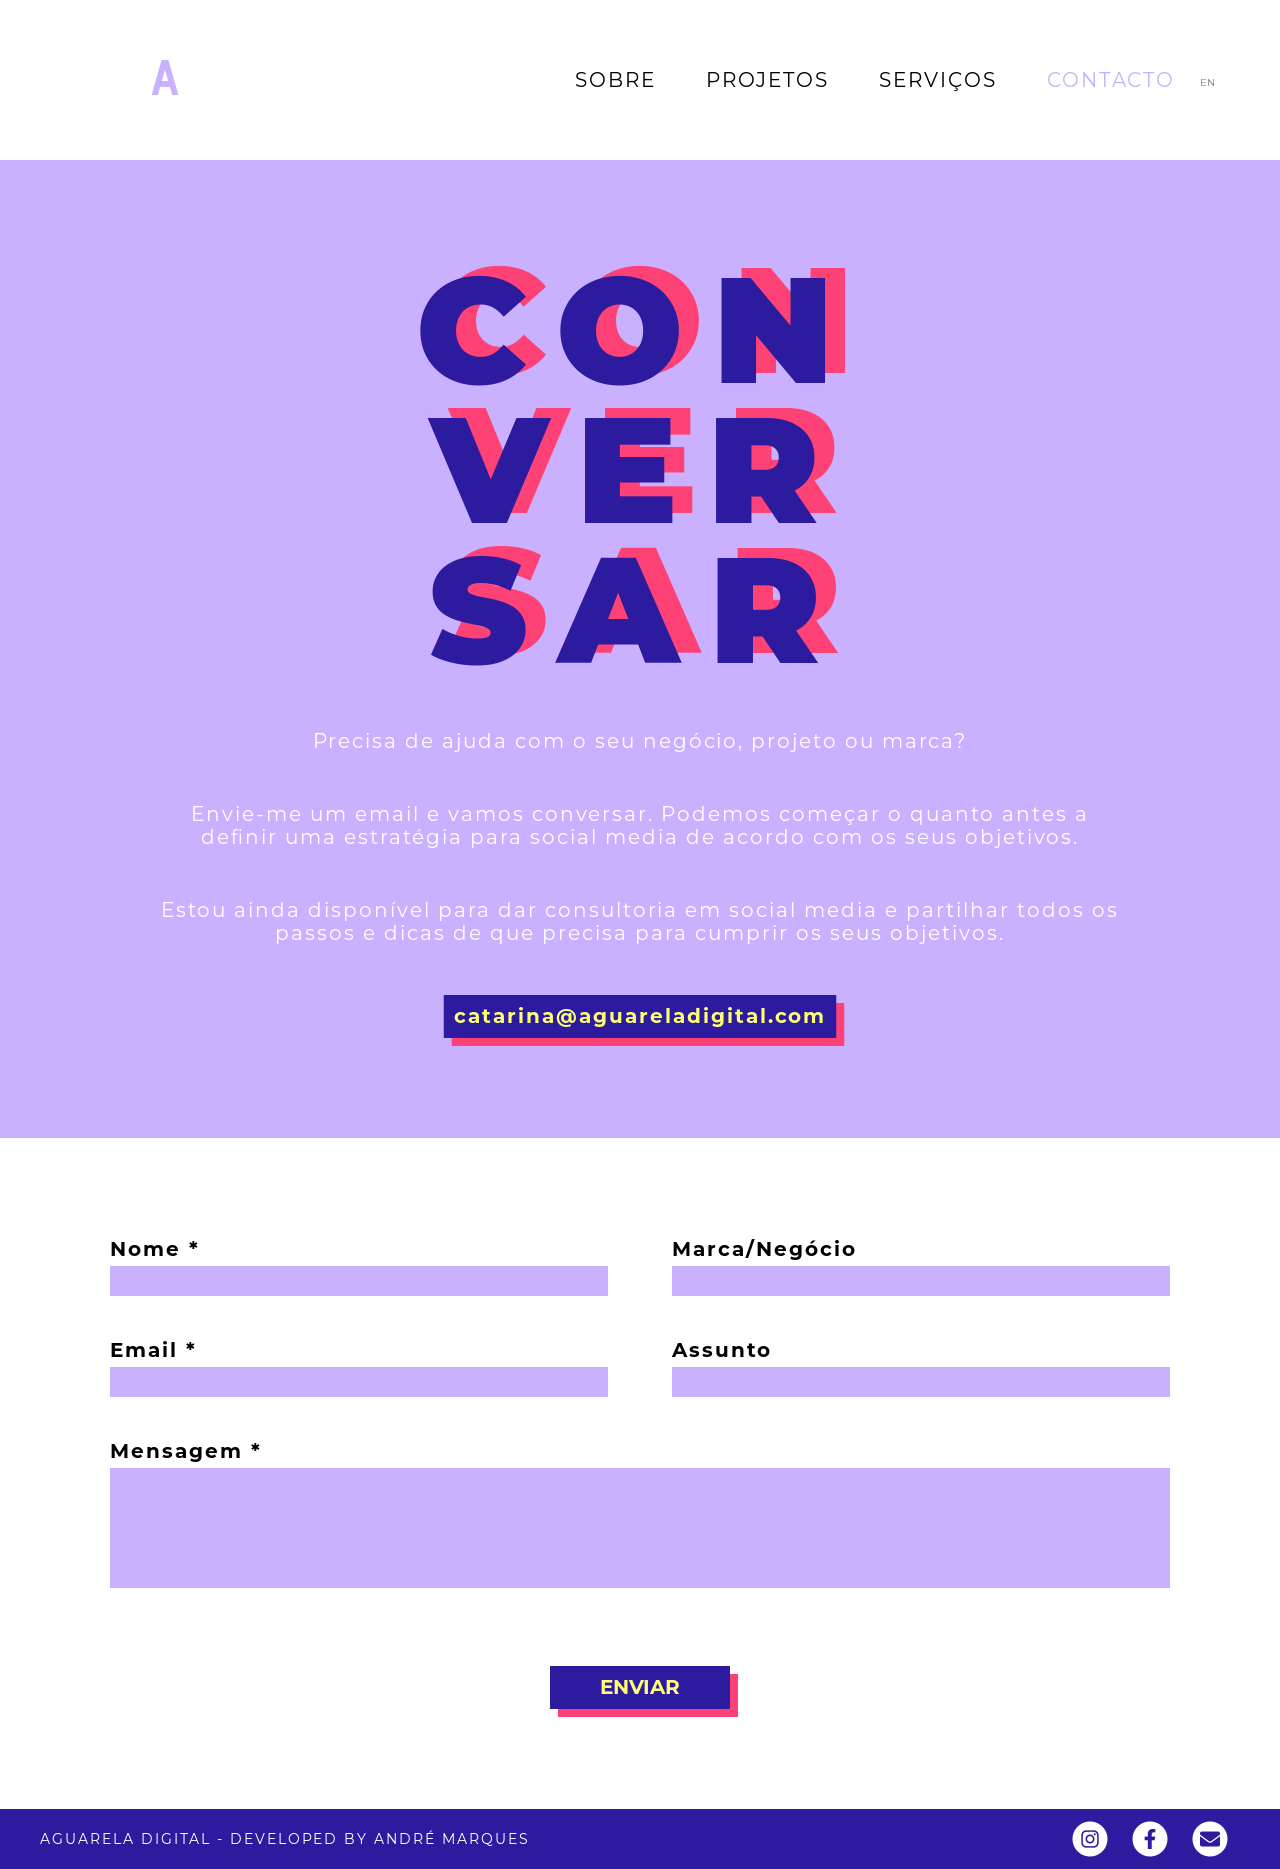 A
SOBRE PROJETOS SERVIÇOS CONTACTO EN
CON
VER
SAR
Precisa de ajuda com o seu negócio, projeto ou marca?
Envie-me um email e vamos conversar. Podemos começar o quanto antes a
definir uma estratégia para social media de acordo com os seus objetivos.
Estou ainda disponível para dar consultoria em social media e partilhar todos os
passos e dicas de que precisa para cumprir os seus objetivos.
catarina@aguareladigital.com
Nome *
Marca/Negócio
Email *
Assunto
Mensagem *
ENVIAR
AGUARELA DIGITAL - DEVELOPED BY ANDRÉ MARQUES